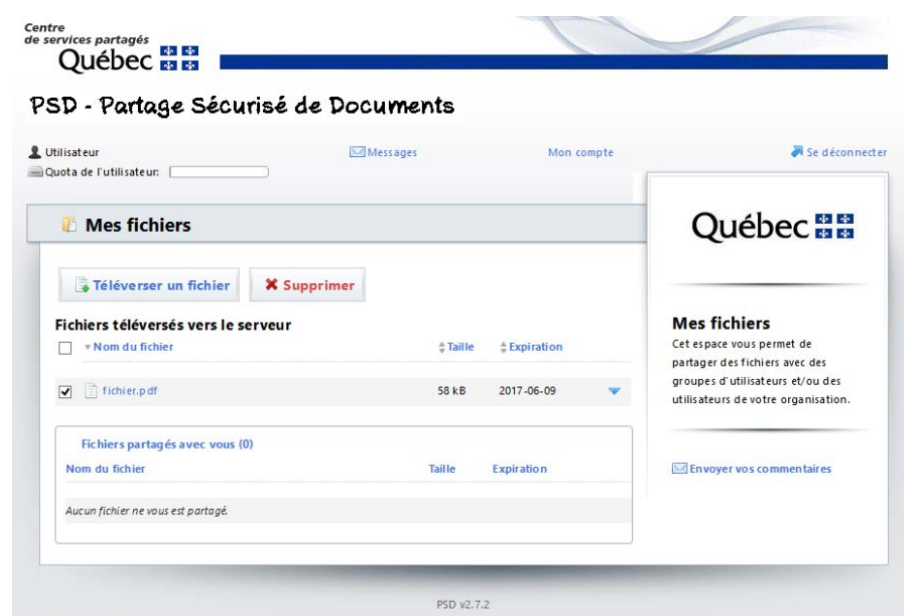 Centre
de services partagés
Québec
PSD - Partage Sécurisé de Documents
Utilisateur Messages Mon compte Se déconnecter
Quota de l'utilisateur:
Mes fichiers
Québec
Téléverser un fichier Supprimer
Fichiers téléversés vers le serveur
Nom du fichier Taille Expiration
fichier.pdf 58 kB 2017-06-09
Fichiers partagés avec vous (0)
Nom du fichier Taille Expiration
Aucun fichier ne vous est partagé.
Mes fichiers
Cet espace vous permet de
partager des fichiers avec des
groupes d'utilisateurs et/ou des
utilisateurs de votre organisation.
Envoyer vos commentaires
PSD v2.7.2